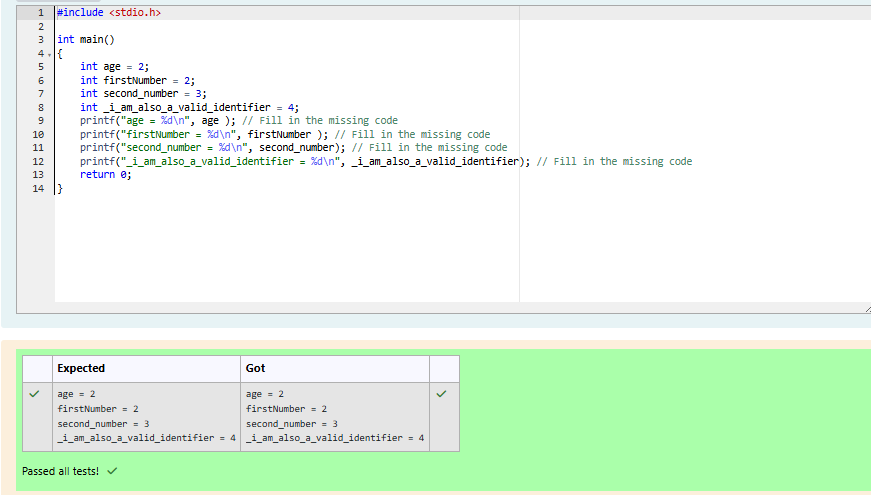 1 #include <stdio.h>
2
3 int main()
4 {
5 int age = 2;
6 int firstNumber = 2;
7 int second_number = 3;
8 int _i_am_also_a_valid_identifier = 4;
9 printf("age = %d\n", age ); // Fill in the missing code
10 printf("firstNumber = %d\n", firstNumber ); // Fill in the missing code
11 printf("second_number = %d\n", second_number); // Fill in the missing code
12 printf("_i_am_also_a_valid_identifier = %d\n", _i_am_also_a_valid_identifier); // Fill in the missing code
13 return 0;
14 }
Expected Got
age = 2 age = 2
firstNumber = 2 firstNumber = 2
second_number = 3 second_number = 3
_i_am_also_a_valid_identifier = 4 _i_am_also_a_valid_identifier = 4
Passed all tests!